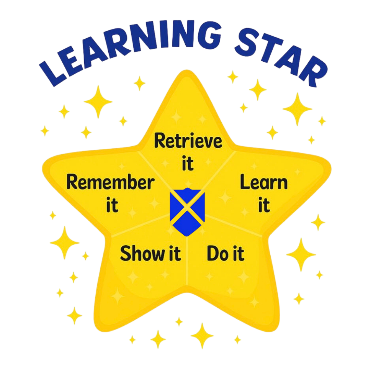 LEARNING STAR
Retrieve
it
Remember
it
Learn
it
Show it
Do it